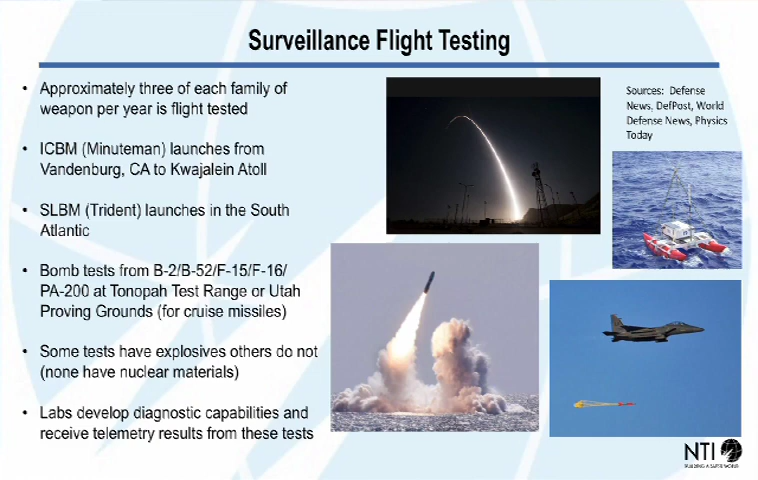 Surveillance Flight Testing
• Approximately three of each family of
weapon per year is flight tested
• ICBM (Minuteman) launches from
Vandenburg, CA to Kwajalein Atoll
• SLBM (Trident) launches in the South
Atlantic
• Bomb tests from B-2/B-52/F-15/F-16/
PA-200 at Tonopah Test Range or Utah
Proving Grounds (for cruise missiles)
• Some tests have explosives others do not
(none have nuclear materials)
• Labs develop diagnostic capabilities and
receive telemetry results from these tests
Sources: Defense
News, DefPost, World
Defense News, Physics
Today
NTI
BUILDING A SAFER WORLD